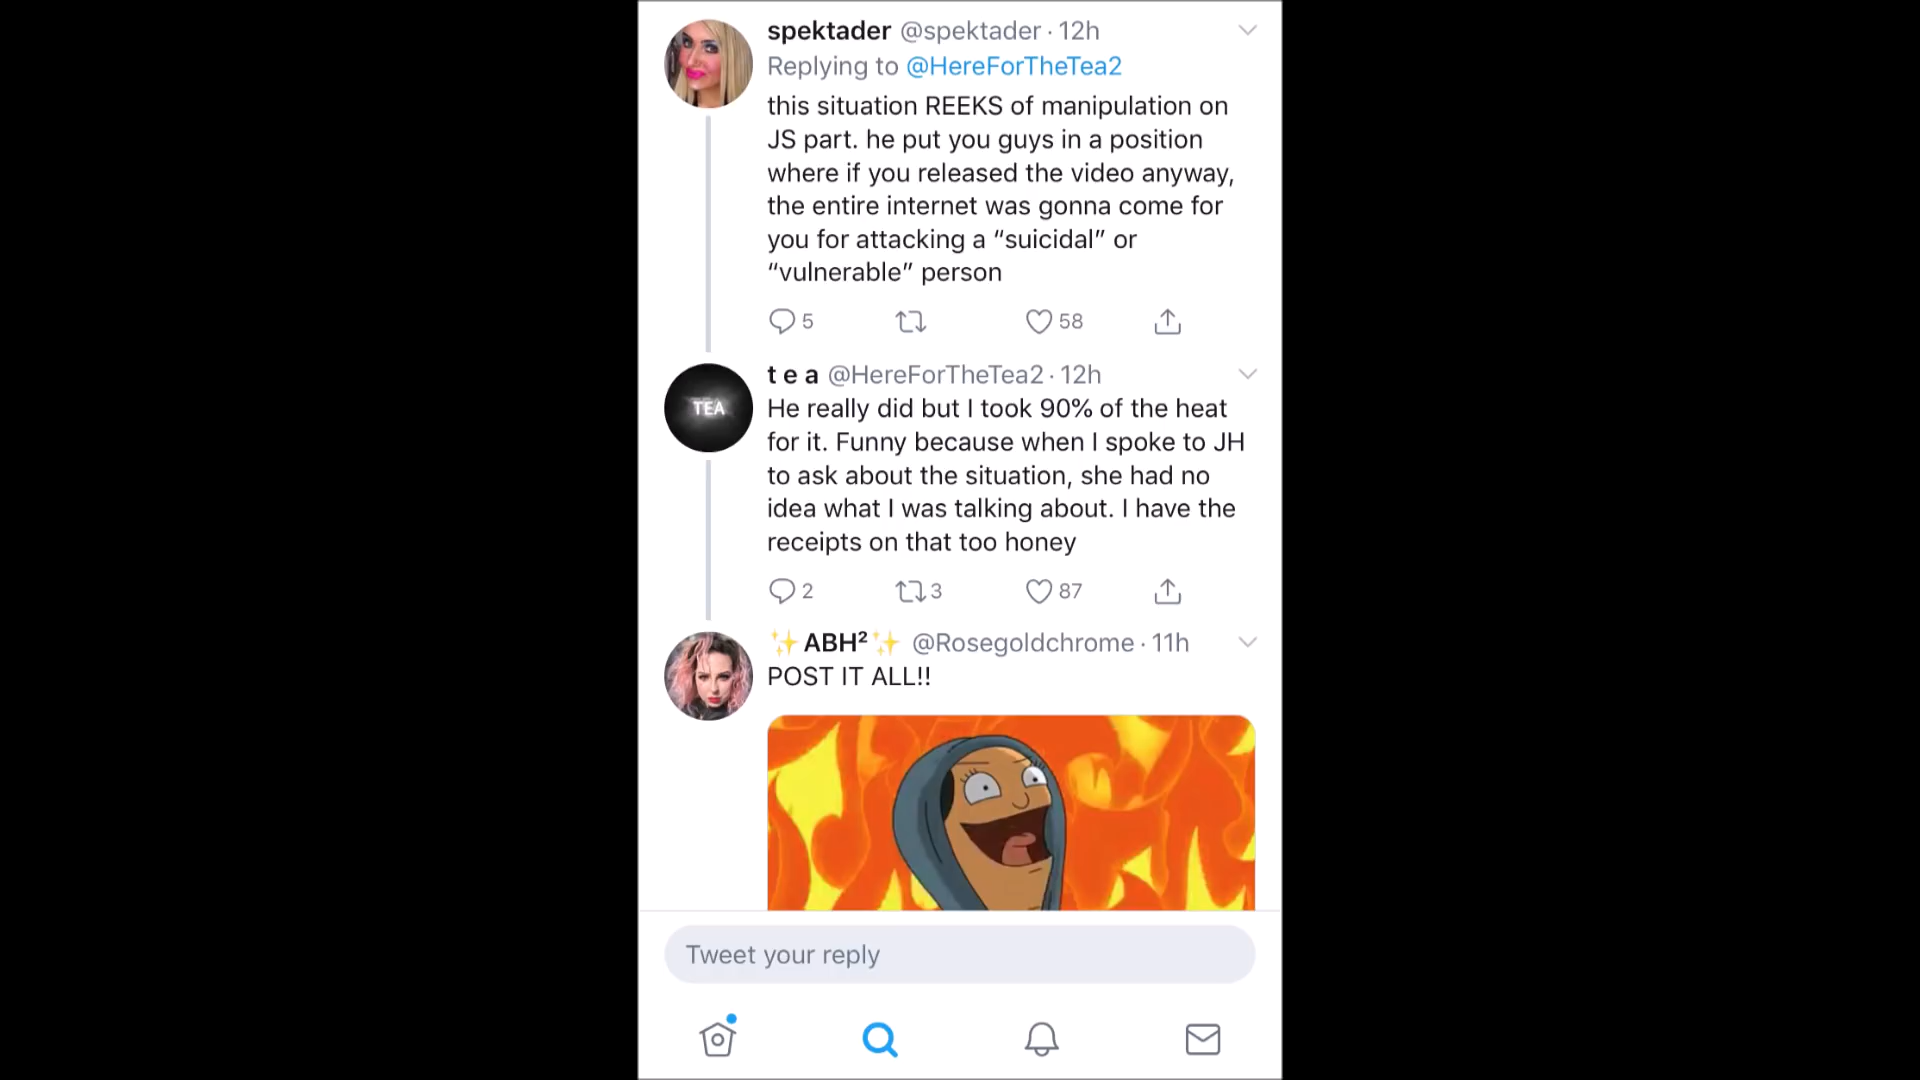 spektader @spektader · 12h
Replying to @HereForTheTea2
this situation REEKS of manipulation on
JS part. he put you guys in a position
where if you released the video anyway,
the entire internet was gonna come for
you for attacking a “suicidal” or
“vulnerable” person
5 58
t e a @HereForTheTea2 · 12h
TEA
He really did but I took 90% of the heat
for it. Funny because when I spoke to JH
to ask about the situation, she had no
idea what I was talking about. I have the
receipts on that too honey
2 3 87
✨ABH²✨ @Rosegoldchrome · 11h
POST IT ALL!!
Tweet your reply